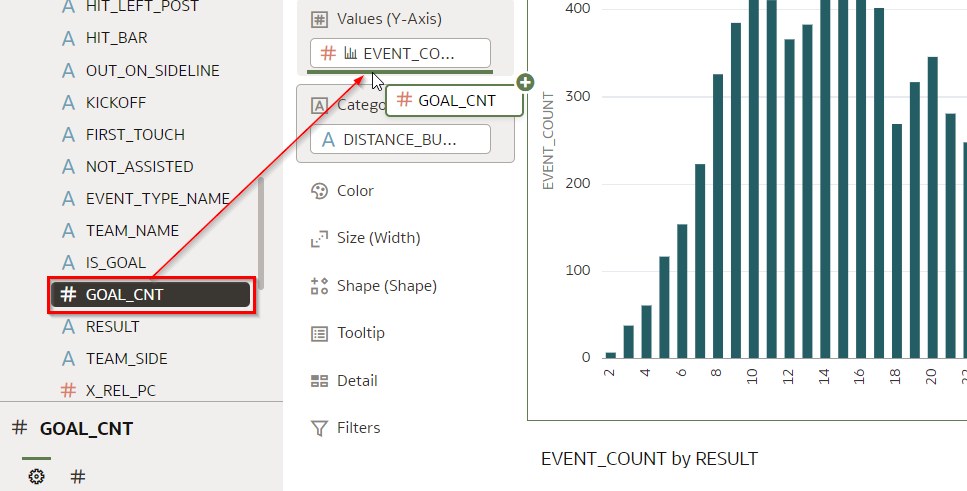 HIT_LEFT_POST
HIT_BAR
OUT_ON_SIDELINE
KICKOFF
FIRST_TOUCH
NOT_ASSISTED
EVENT_TYPE_NAME
TEAM_NAME
IS_GOAL
GOAL_CNT
RESULT
TEAM_SIDE
X_REL_PC
GOAL_CNT
Values (Y-Axis)
EVENT_CO...
Catego
GOAL_CNT
DISTANCE_BU...
Color
Size (Width)
Shape (Shape)
Tooltip
Detail
Filters
EVENT_COUNT
400
300
200
100
0
2 4 6 8 10 12 14 16 18 20 22
EVENT_COUNT by RESULT